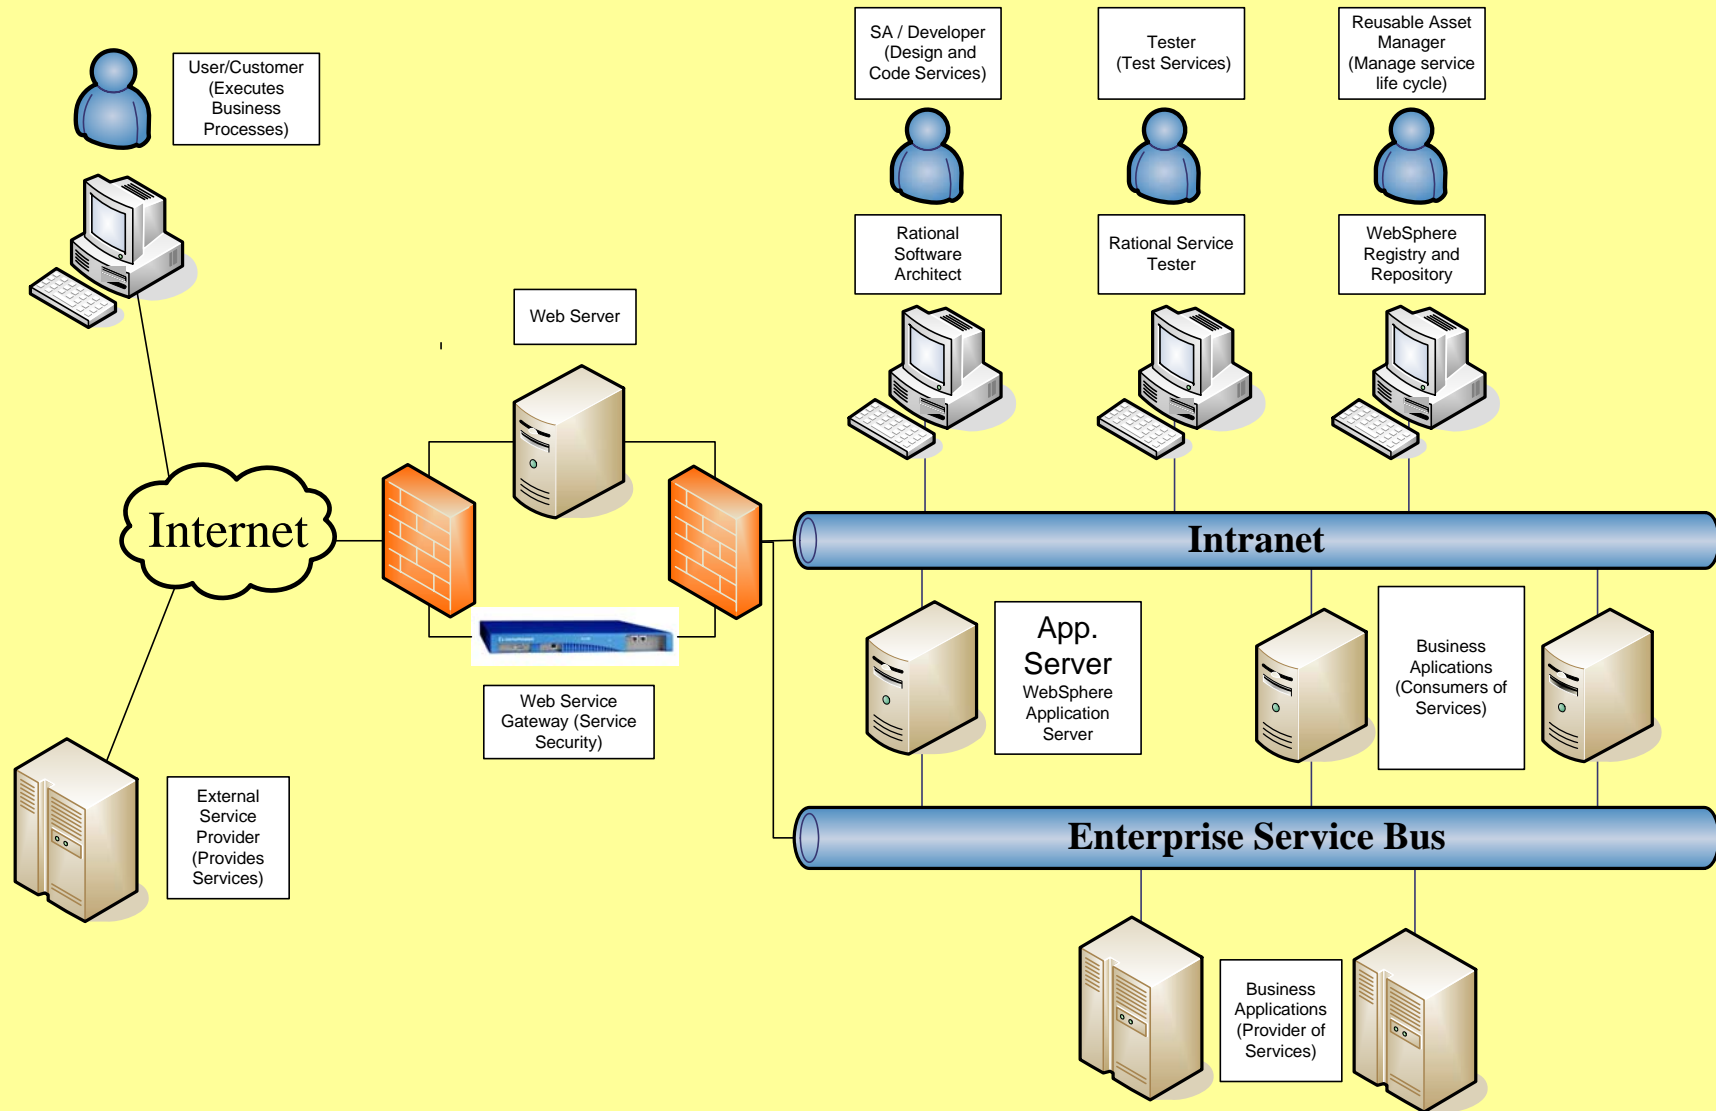 User/Customer
(Executes
Business
Processes)
SA / Developer
(Design and
Code Services)
Tester
(Test Services)
Reusable Asset
Manager
(Manage service
life cycle)
Rational
Software
Architect
Rational Service
Tester
WebSphere
Registry and
Repository
Web Server
Internet
Intranet
Web Service
Gateway (Service
Security)
App.
Server
WebSphere
Application
Server
Business
Aplications
(Consumers of
Services)
External
Service
Provider
(Provides
Services)
Enterprise Service Bus
Business
Applications
(Provider of
Services)